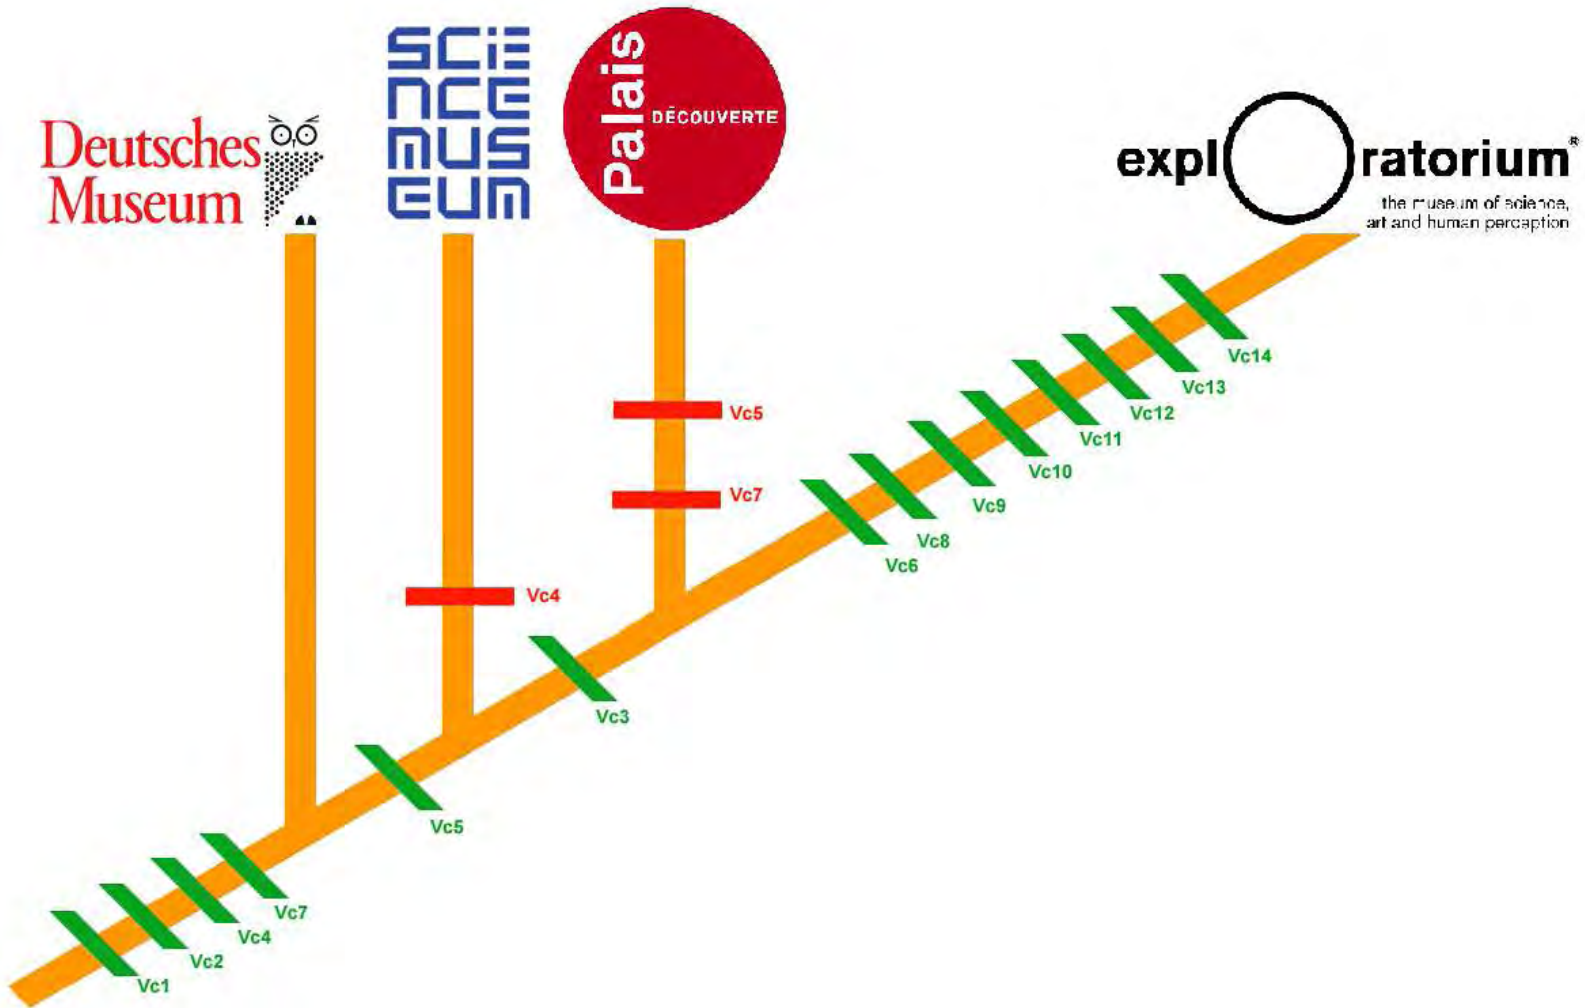 Deutsches
Museum
SCIE
NCE
MUS
EUM
Palais
DÉCOUVERTE
expl ratorium®
the museum of science,
art and human perception
Vc14
Vc13
Vc12
Vc11
Vc10
Vc9
Vc8
Vc6
Vc5
Vc7
Vc4
Vc3
Vc5
Vc7
Vc4
Vc2
Vc1